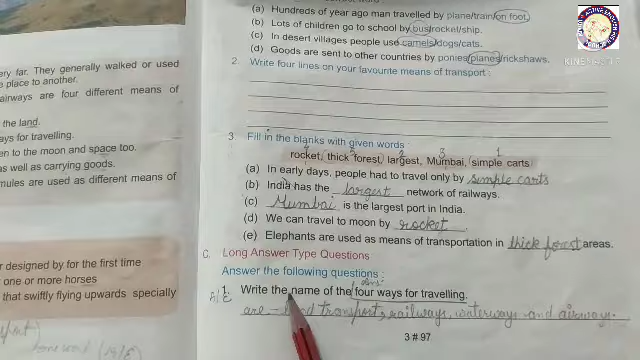 (a) Hundreds of year ago man travelled by plane/train/on foot.
(b) Lots of children go to school by bus/rocket/ship.
(c) In desert villages people use camels/dogs/cats.
(d) Goods are sent to other countries by ponies/planes/rickshaws.
2. Write four lines on your favourite means of transport :
3. Fill in the blanks with given words :
4 5 2 3 1
rocket, thick forest, largest, Mumbai, simple carts
(a) In early days, people had to travel only by simple carts
(b) India has the largest network of railways.
(c) Mumbai is the largest port in India.
(d) We can travel to moon by rocket.
(e) Elephants are used as means of transportation in thick forest areas.
C. Long Answer Type Questions
Answer the following questions :
1. Write the name of the four ways for travelling.
are - land transport, railways, waterways and airways.
3 # 97
ery far. They generally walked or used
e place to another.
airways are four different means of
the land.
ays for travelling.
en to the moon and space too.
as well as carrying goods.
mules are used as different means of
r designed by for the first time
one or more horses
that swiftly flying upwards specially
KINEMASTER